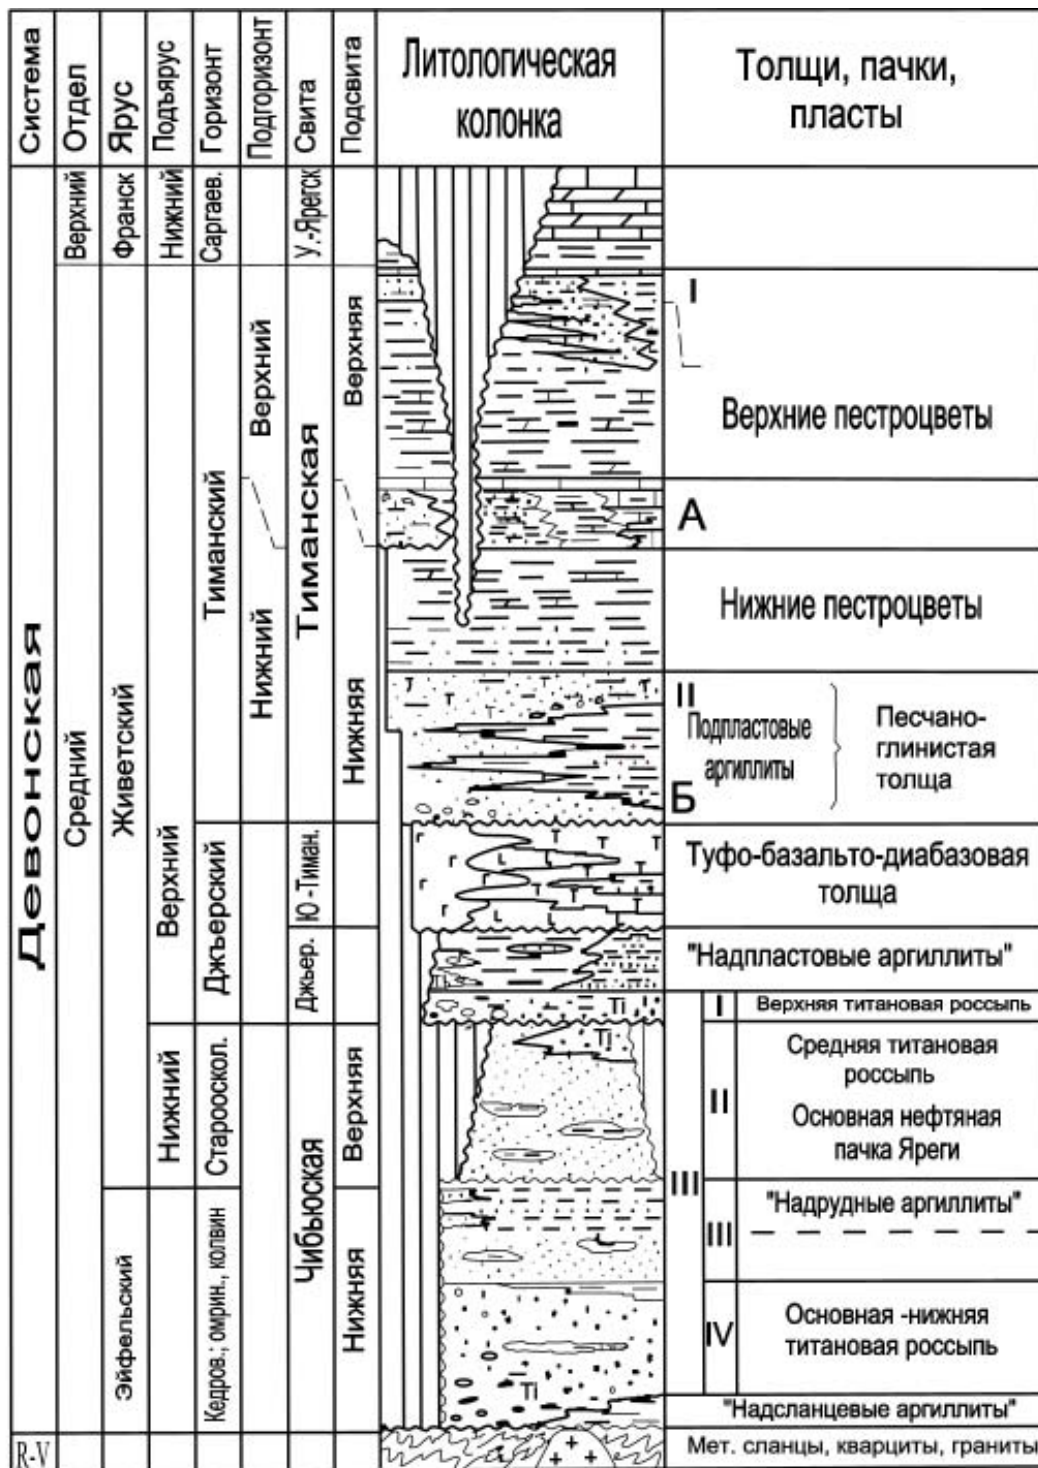 Система
Отдел
Ярус
Подъярус
Горизонт
Подгоризонт
Свита
Подсвита
Литологическая
колонка
Толщи, пачки,
пласты
Девонская
R-V
Верхний
Средний
Франск
Живетский
Эйфельский
Нижний
Верхний
Нижний
Саргаев.
Тиманский
Джъерский
Старооскол.
Кедров.; омрин., колвин
Верхний
Нижний
У.-Ярегск
Тиманская
Ю-Тиман.
Джьер.
Чибьюская
Верхняя
Нижняя
Верхняя
Нижняя
Ti
Ti
Ti
I
Верхние пестроцветы
А
Нижние пестроцветы
II
Подпластовые
аргиллиты
Песчано-
глинистая
толща
Б
Туфо-базальто-диабазовая
толща
"Надпластовые аргиллиты"
III
I
Верхняя титановая россыпь
II
Средняя титановая
россыпь
Основная нефтяная
пачка Яреги
III
"Надрудные аргиллиты"
IV
Основная -нижняя
титановая россыпь
"Надсланцевые аргиллиты"
Мет. сланцы, кварциты, граниты